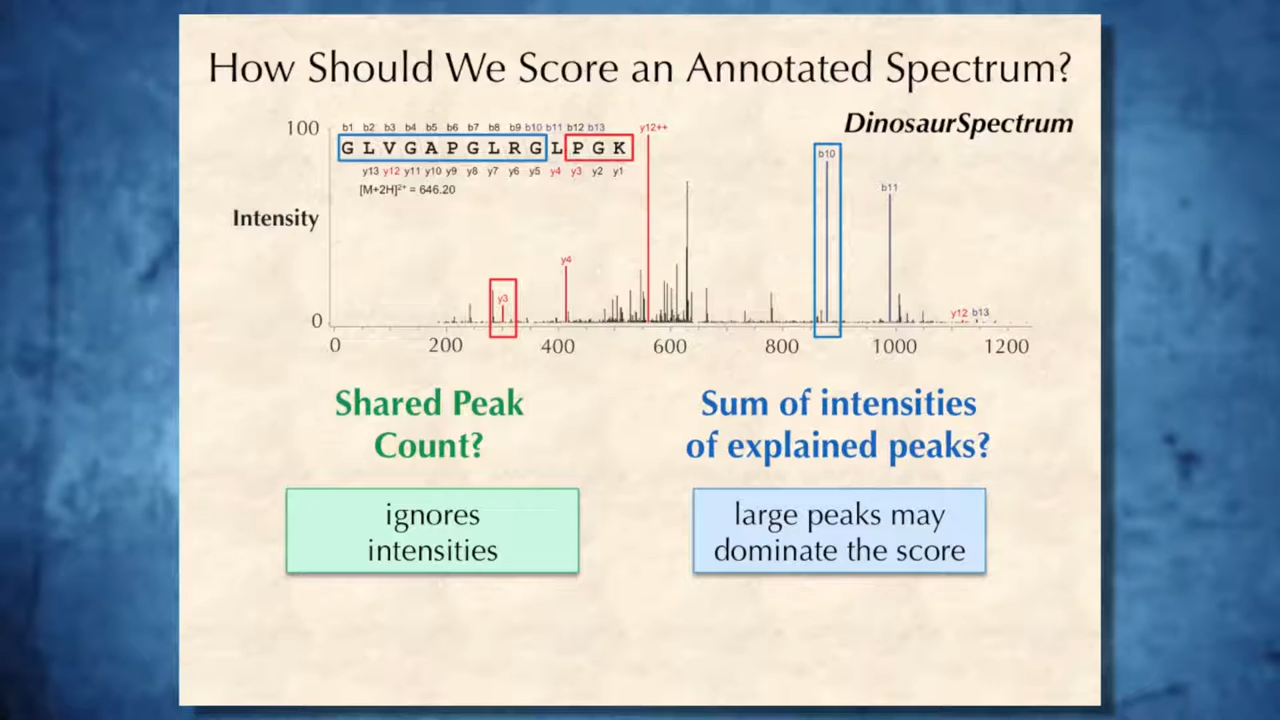 How Should We Score an Annotated Spectrum?
DinosaurSpectrum
100
b1 b2 b3 b4 b5 b6 b7 b8 b9 b10 b11 b12 b13
y12++
G L V G A P G L R G L P G K
y13 y12 y11 y10 y9 y8 y7 y6 y5 y4 y3 y2 y1
[M+2H]²⁺ = 646.20
b10
b11
Intensity
y4
y3
y12 b13
0
0 200 400 600 800 1000 1200
Shared Peak
Count?
ignores
intensities
Sum of intensities
of explained peaks?
large peaks may
dominate the score